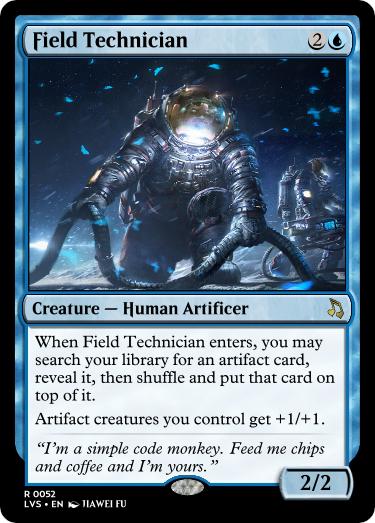 Field Technician 2
Creature — Human Artificer
When Field Technician enters, you may
search your library for an artifact card,
reveal it, then shuffle and put that card on
top of it.
Artifact creatures you control get +1/+1.
“I’m a simple code monkey. Feed me chips
and coffee and I’m yours.”
2/2
R 0052
LVS • EN JIAWEI FU